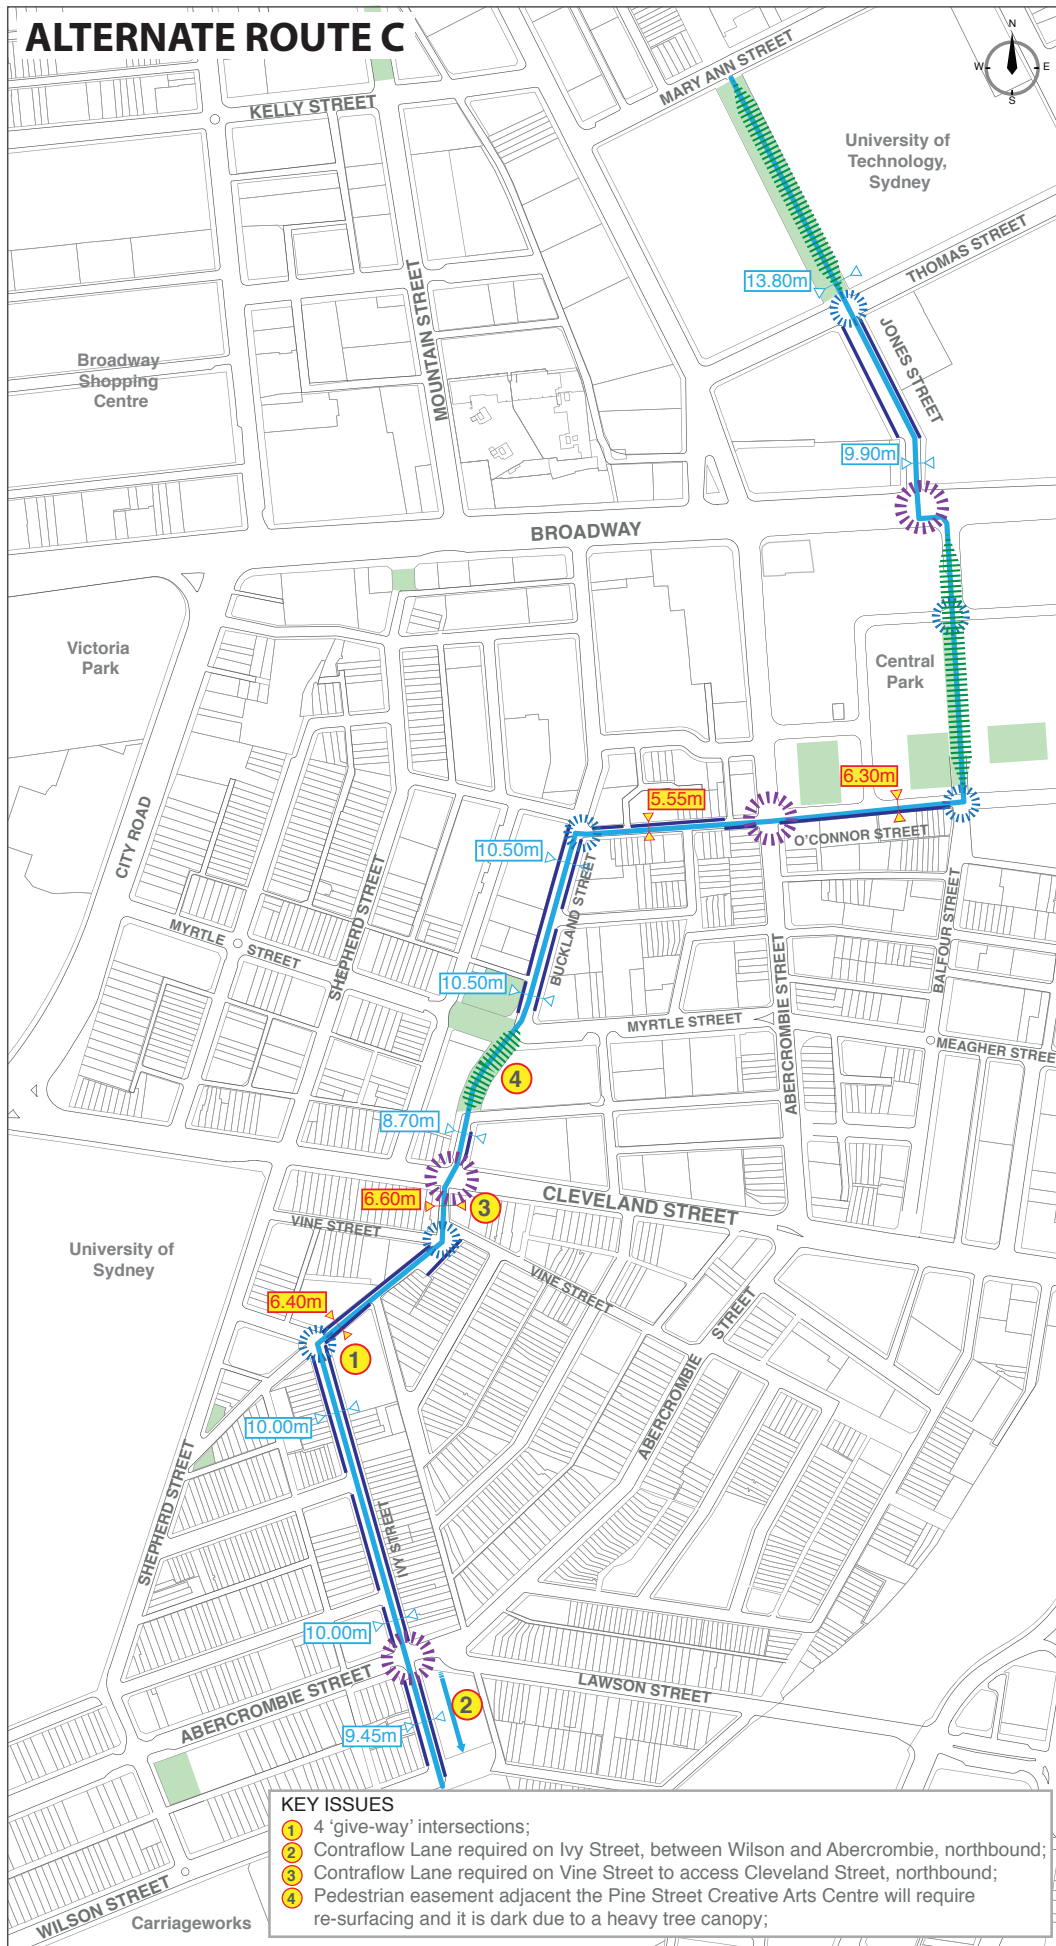 ALTERNATE ROUTE C
N
W
E
S
MARY ANN STREET
KELLY STREET
University of
Technology,
Sydney
THOMAS STREET
13.80m
MOUNTAIN STREET
JONES STREET
Broadway
Shopping
Centre
9.90m
BROADWAY
Victoria
Park
Central
Park
6.30m
5.55m
CITY ROAD
O'CONNOR STREET
10.50m
SHEPHERD STREET
BUCKLAND STREET
BALFOUR STREET
MYRTLE STREET
ABERCROMBIE STREET
10.50m
MYRTLE STREET
MEAGHER STREET
4
8.70m
CLEVELAND STREET
6.60m
3
VINE STREET
University of
Sydney
VINE STREET
6.40m
1
ABERCROMBIE STREET
10.00m
SHEPHERD STREET
IVY STREET
10.00m
LAWSON STREET
ABERCROMBIE STREET
2
9.45m
WILSON STREET
Carriageworks
KEY ISSUES
1 4 ‘give-way’ intersections;
2 Contraflow Lane required on Ivy Street, between Wilson and Abercrombie, northbound;
3 Contraflow Lane required on Vine Street to access Cleveland Street, northbound;
4 Pedestrian easement adjacent the Pine Street Creative Arts Centre will require
re-surfacing and it is dark due to a heavy tree canopy;